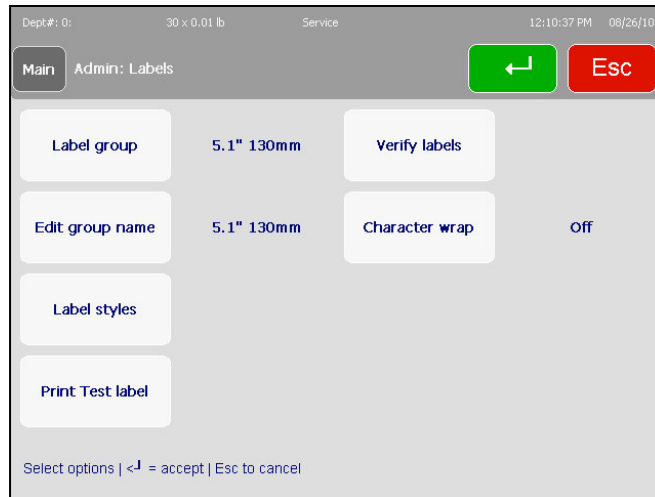 Dept#: 0: 30 x 0.01 lb Service 12:10:37 PM 08/26/10
Main Admin: Labels ↵ Esc
Label group 5.1" 130mm Verify labels
Edit group name 5.1" 130mm Character wrap Off
Label styles
Print Test label
Select options | <┘ = accept | Esc to cancel